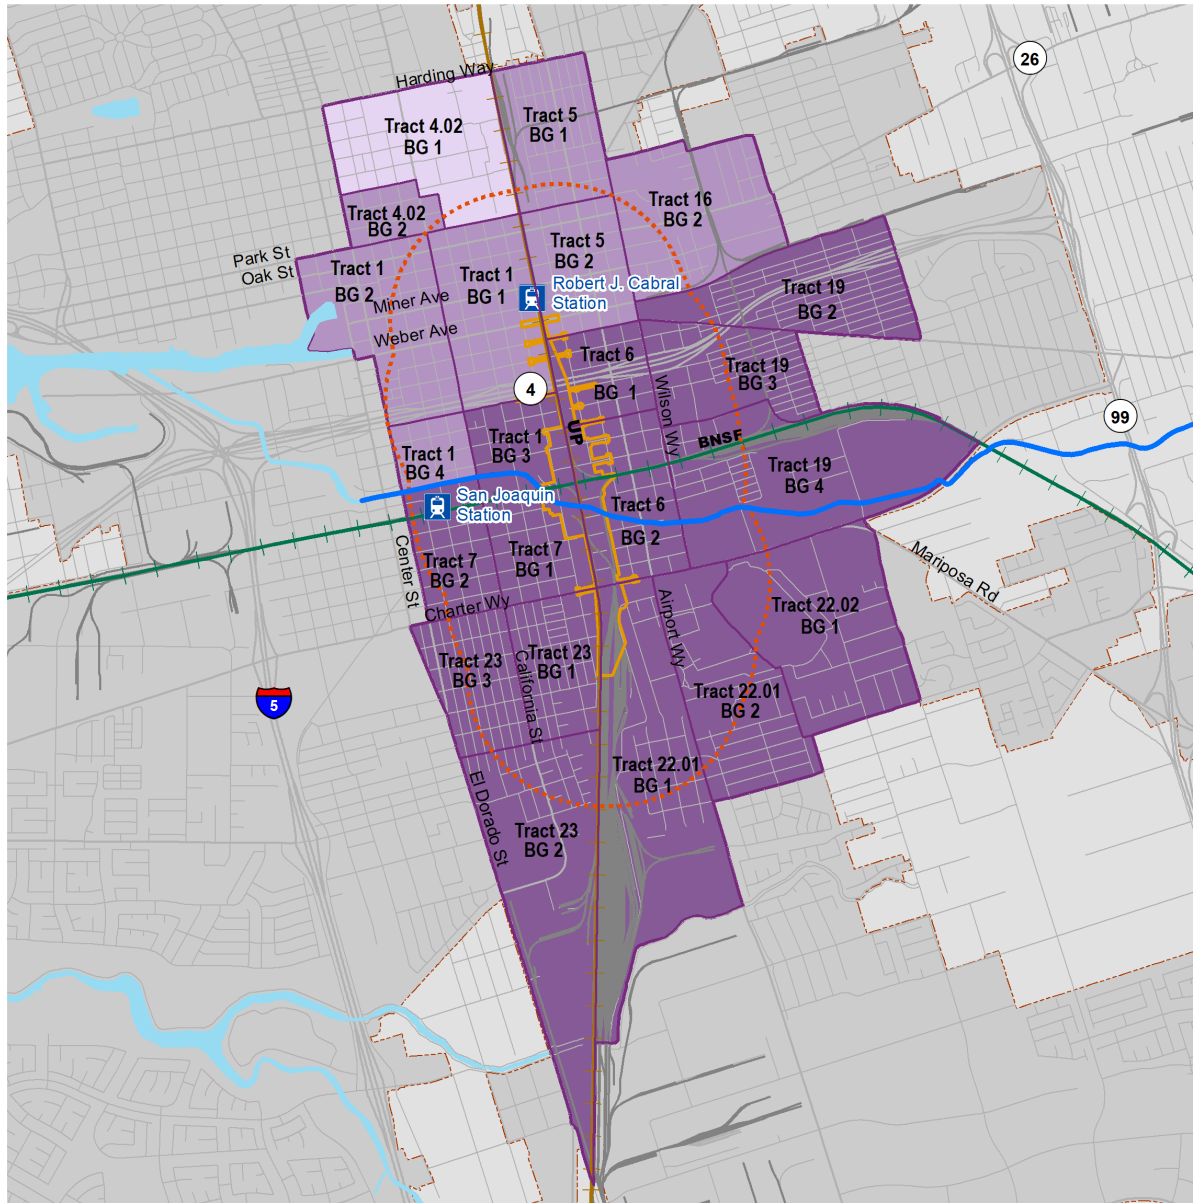 Harding Way
26
Tract 4.02
BG 1
Tract 5
BG 1
Tract 4.02
BG 2
Tract 16
BG 2
Park St
Oak St
Tract 1
BG 2
Tract 1
BG 1
Tract 5
BG 2
Robert J. Cabral
Station
Miner Ave
Weber Ave
Tract 19
BG 2
Tract 6
BG 1
Tract 19
BG 3
4
Wilson Wy
99
UP
BNSF
Tract 1
BG 3
Tract 1
BG 4
Tract 19
BG 4
San Joaquin
Station
Tract 6
BG 2
Center St
Tract 7
BG 2
Tract 7
BG 1
Mariposa Rd
Charter Wy
Airport Wy
Tract 22.02
BG 1
Tract 23
BG 3
California St
Tract 23
BG 1
5
Tract 22.01
BG 2
Tract 22.01
BG 1
El Dorado St
Tract 23
BG 2